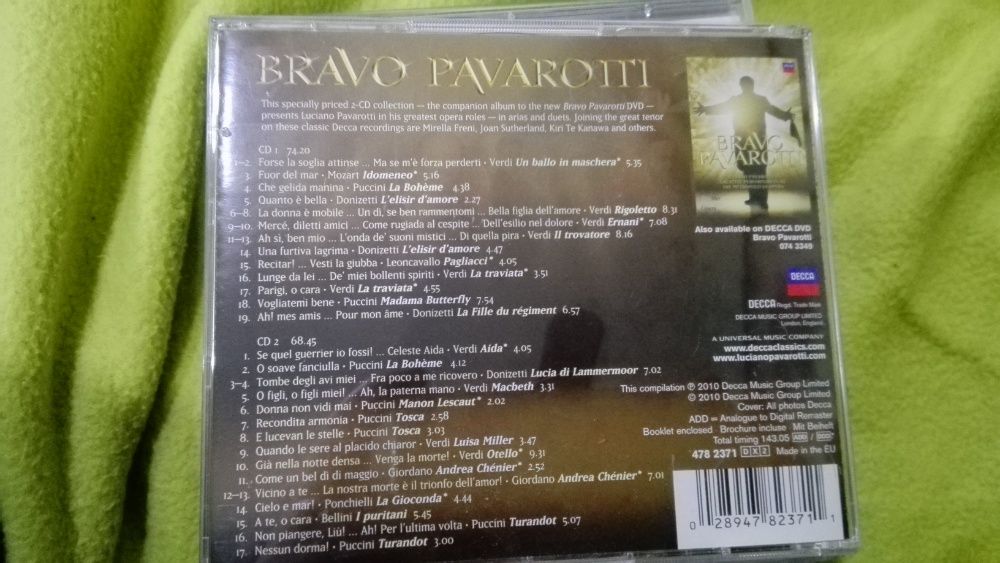 BRAVO PAVAROTTI
This specially priced 2-CD collection — the companion album to the new Bravo Pavarotti DVD —
presents Luciano Pavarotti in his greatest opera roles — in arias and duets. Joining the great tenor
on these classic Decca recordings are Mirella Freni, Joan Sutherland, Kiri Te Kanawa and others.
CD 1 74.20
1–2. Forse la soglia attinse ... Ma se m'è forza perderti · Verdi Un ballo in maschera* 5.35
3. Fuor del mar · Mozart Idomeneo* 5.16
4. Che gelida manina · Puccini La Bohème 4.38
5. Quanto è bella · Donizetti L'elisir d'amore 2.27
6–8. La donna è mobile ... Un dì, se ben rammentomi ... Bella figlia dell'amore · Verdi Rigoletto 8.31
9–10. Mercé, diletti amici ... Come rugiada al cespite ... Dell'esilio nel dolore · Verdi Ernani* 7.08
11–13. Ah sì, ben mio ... L'onda de' suoni mistici ... Di quella pira · Verdi Il trovatore 8.16
14. Una furtiva lagrima · Donizetti L'elisir d'amore 4.47
15. Recitar! ... Vesti la giubba · Leoncavallo Pagliacci* 4.05
16. Lunge da lei ... De' miei bollenti spiriti · Verdi La traviata* 3.51
17. Parigi, o cara · Verdi La traviata* 4.55
18. Vogliatemi bene · Puccini Madama Butterfly 7.54
19. Ah! mes amis ... Pour mon âme · Donizetti La Fille du régiment 6.57
CD 2 68.45
1. Se quel guerrier io fossi! ... Celeste Aida · Verdi Aida* 4.05
2. O soave fanciulla · Puccini La Bohème 4.12
3–4. Tombe degli avi miei ... Fra poco a me ricovero · Donizetti Lucia di Lammermoor 7.02
5. O figli, o figli miei! ... Ah, la paterna mano · Verdi Macbeth 3.31
6. Donna non vidi mai · Puccini Manon Lescaut* 2.02
7. Recondita armonia · Puccini Tosca 2.58
8. E lucevan le stelle · Puccini Tosca 3.03
9. Quando le sere al placido chiaror · Verdi Luisa Miller 3.47
10. Già nella notte densa ... Venga la morte! · Verdi Otello* 9.31
11. Come un bel dì di maggio · Giordano Andrea Chénier* 2.52
12–13. Vicino a te ... La nostra morte è il trionfo dell'amor! · Giordano Andrea Chénier* 7.01
14. Cielo e mar! · Ponchielli La Gioconda* 4.44
15. A te, o cara · Bellini I puritani 5.45
16. Non piangere, Liù! ... Ah! Per l'ultima volta · Puccini Turandot 5.07
17. Nessun dorma! · Puccini Turandot 3.00
BRAVO
PAVAROTTI
Also available on DECCA DVD
Bravo Pavarotti
074 3349
DECCA
DECCA Regd. Trade Mark
DECCA MUSIC GROUP LIMITED
London, England
A UNIVERSAL MUSIC COMPANY
www.deccaclassics.com
www.lucianopavarotti.com
This compilation ℗ 2010 Decca Music Group Limited
© 2010 Decca Music Group Limited
Cover: All photos Decca
ADD = Analogue to Digital Remaster
Booklet enclosed · Brochure incluse · Mit Beiheft
Total timing 143.05 ADD / DDD*
478 2371 DX2 Made in the EU
0 28947 82371 1